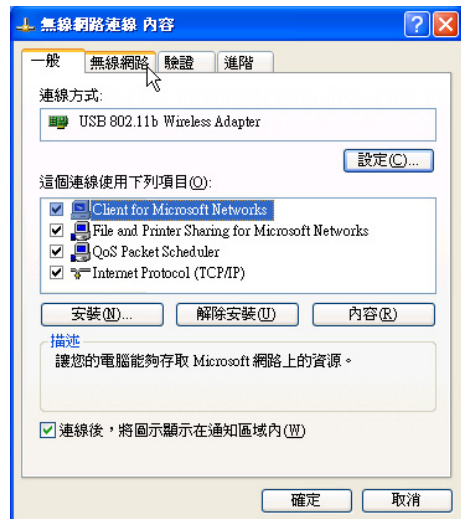 無線網路連線 內容
一般 無線網路 驗證 進階
連線方式:
USB 802.11b Wireless Adapter
設定(C)...
這個連線使用下列項目(O):
Client for Microsoft Networks
File and Printer Sharing for Microsoft Networks
QoS Packet Scheduler
Internet Protocol (TCP/IP)
安裝(N)... 解除安裝(U) 內容(R)
描述
讓您的電腦能夠存取 Microsoft 網路上的資源。
連線後，將圖示顯示在通知區域內(W)
確定 取消